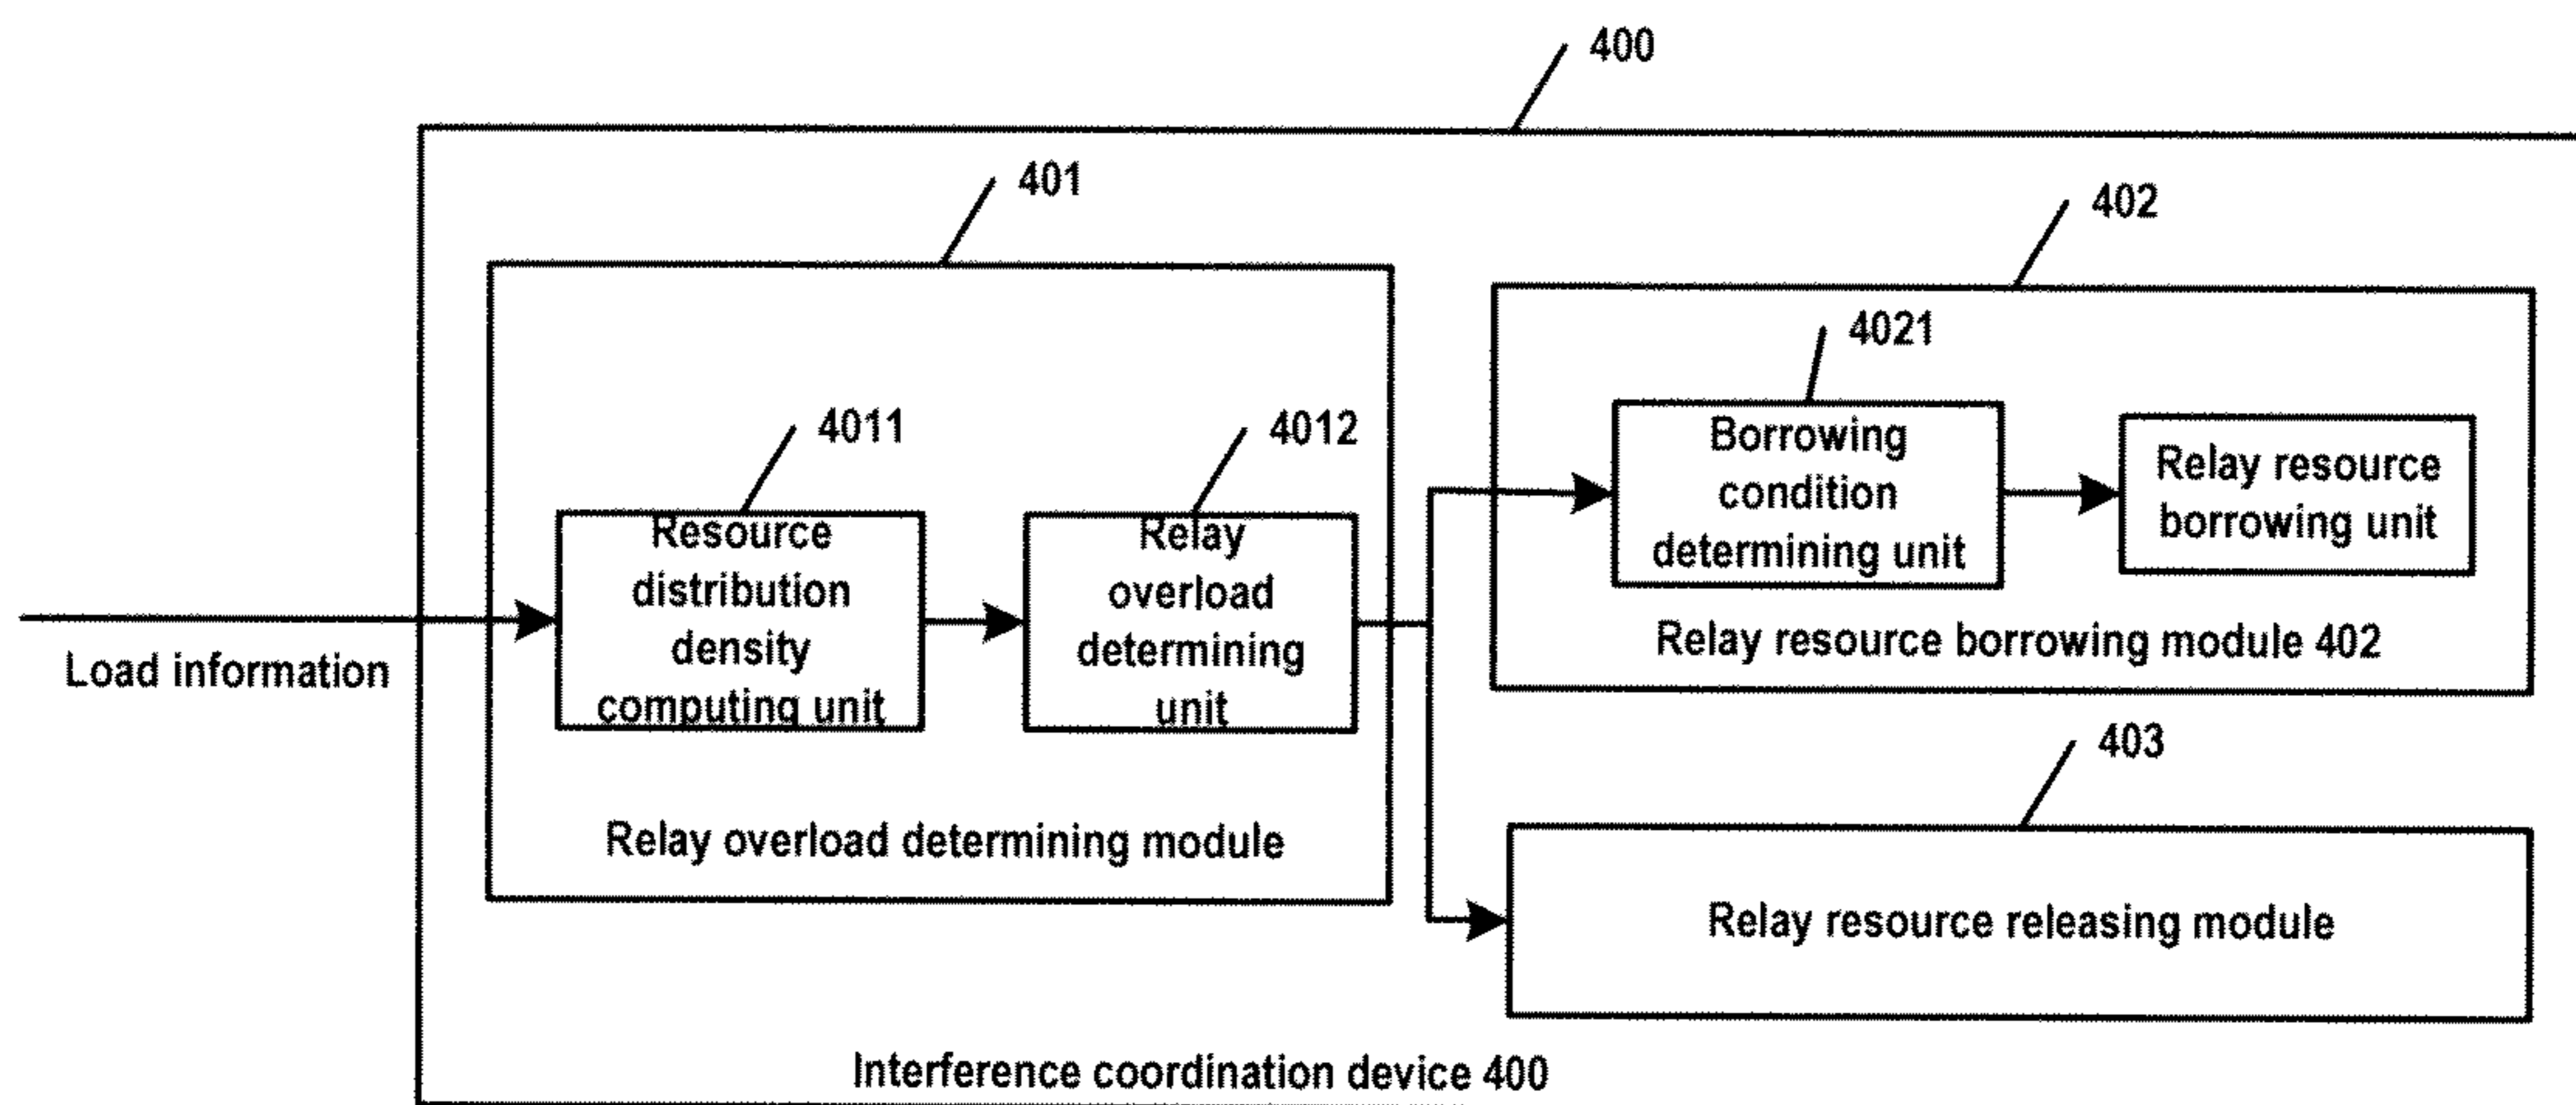 400
401
402
4021
4011
4012
Borrowing
condition
determining unit
Relay resource
borrowing unit
Resource
distribution
density
computing unit
Relay
overload
determining
unit
Load information
Relay resource borrowing module 402
403
Relay overload determining module
Relay resource releasing module
Interference coordination device 400